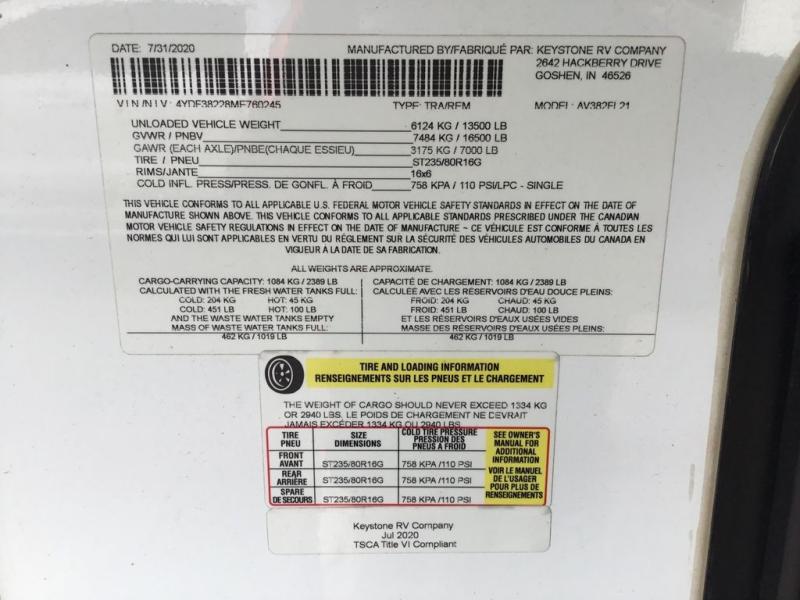 DATE: 7/31/2020 MANUFACTURED BY/FABRIQUÉ PAR: KEYSTONE RV COMPANY
2642 HACKBERRY DRIVE
GOSHEN, IN 46526
VIN/NIV: 4YDF38228MF760245 TYPE: TRA/REM MODEL: AV382FL21
UNLOADED VEHICLE WEIGHT 6124 KG / 13500 LB
GVWR / PNBV 7484 KG / 16500 LB
GAWR (EACH AXLE)/PNBE(CHAQUE ESSIEU) 3175 KG / 7000 LB
TIRE / PNEU ST235/80R16G
RIMS/JANTE 16x6
COLD INFL. PRESS/PRESS. DE GONFL. À FROID 758 KPA / 110 PSI/LPC - SINGLE
THIS VEHICLE CONFORMS TO ALL APPLICABLE U.S. FEDERAL MOTOR VEHICLE SAFETY STANDARDS IN EFFECT ON THE DATE OF
MANUFACTURE SHOWN ABOVE. THIS VEHICLE CONFORMS TO ALL APPLICABLE STANDARDS PRESCRIBED UNDER THE CANADIAN
MOTOR VEHICLE SAFETY REGULATIONS IN EFFECT ON THE DATE OF MANUFACTURE ~ CE VÉHICULE EST CONFORME À TOUTES LES
NORMES QUI LUI SONT APPLICABLES EN VERTU DU RÉGLEMENT SUR LA SÉCURITÉ DES VÉHICULES AUTOMOBILES DU CANADA EN
VIGUEUR À LA DATE DE SA FABRICATION.
ALL WEIGHTS ARE APPROXIMATE.
CARGO-CARRYING CAPACITY: 1084 KG / 2389 LB
CALCULATED WITH THE FRESH WATER TANKS FULL:
COLD: 204 KG HOT: 45 KG
COLD: 451 LB HOT: 100 LB
AND THE WASTE WATER TANKS EMPTY
MASS OF WASTE WATER TANKS FULL:
462 KG / 1019 LB
CAPACITÉ DE CHARGEMENT: 1084 KG / 2389 LB
CALCULÉE AVEC LES RÉSERVOIRS D'EAU DOUCE PLEINS:
FROID: 204 KG CHAUD: 45 KG
FROID: 451 LB CHAUD: 100 LB
ET LES RÉSERVOIRS D'EAUX USÉES VIDES
MASSE DES RÉSERVOIRS D'EAUX USÉES PLEINS:
462 KG / 1019 LB
TIRE AND LOADING INFORMATION
RENSEIGNEMENTS SUR LES PNEUS ET LE CHARGEMENT
THE WEIGHT OF CARGO SHOULD NEVER EXCEED 1334 KG
OR 2940 LBS. LE POIDS DE CHARGEMENT NE DEVRAIT
JAMAIS EXCÉDER 1334 KG OU 2940 LBS.
TIRE
PNEU
SIZE
DIMENSIONS
COLD TIRE PRESSURE
PRESSION DES
PNEUS À FROID
FRONT
AVANT
ST235/80R16G 758 KPA /110 PSI
REAR
ARRIÈRE
ST235/80R16G 758 KPA /110 PSI
SPARE
DE SECOURS
ST235/80R16G 758 KPA /110 PSI
SEE OWNER'S
MANUAL FOR
ADDITIONAL
INFORMATION
VOIR LE MANUEL
DE L'USAGER
POUR PLUS DE
RENSEIGNEMENTS
Keystone RV Company
Jul 2020
TSCA Title VI Compliant